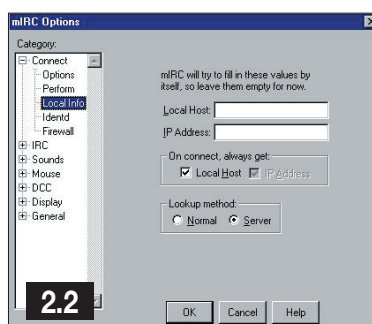 mIRC Options
Category:
Connect
Options
Perform
Local Info
Identd
Firewall
IRC
Sounds
Mouse
DCC
Display
General
mIRC will try to fill in these values by
itself, so leave them empty for now.
Local Host:
IP Address:
On connect, always get:
Local Host IP Address
Lookup method:
Normal Server
OK Cancel Help
2.2